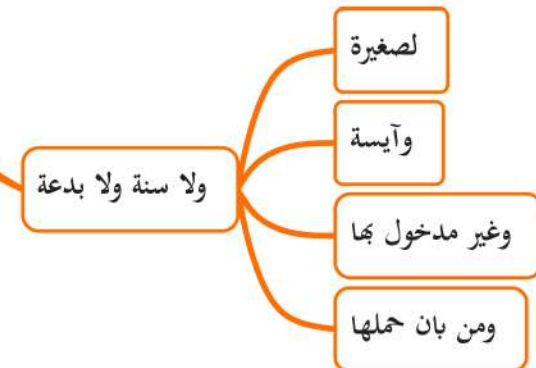 لصغيرة
وآيسة
ولا سنة ولا بدعة
وغير مدخول بها
ومن بان حملها